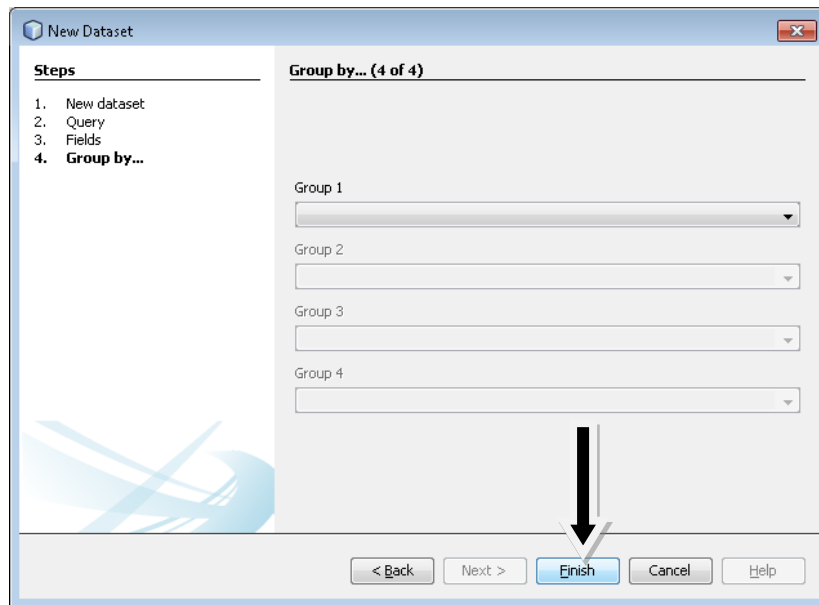 New Dataset
Steps
1. New dataset
2. Query
3. Fields
4. Group by...
Group by... (4 of 4)
Group 1
Group 2
Group 3
Group 4
< Back
Next >
Finish
Cancel
Help